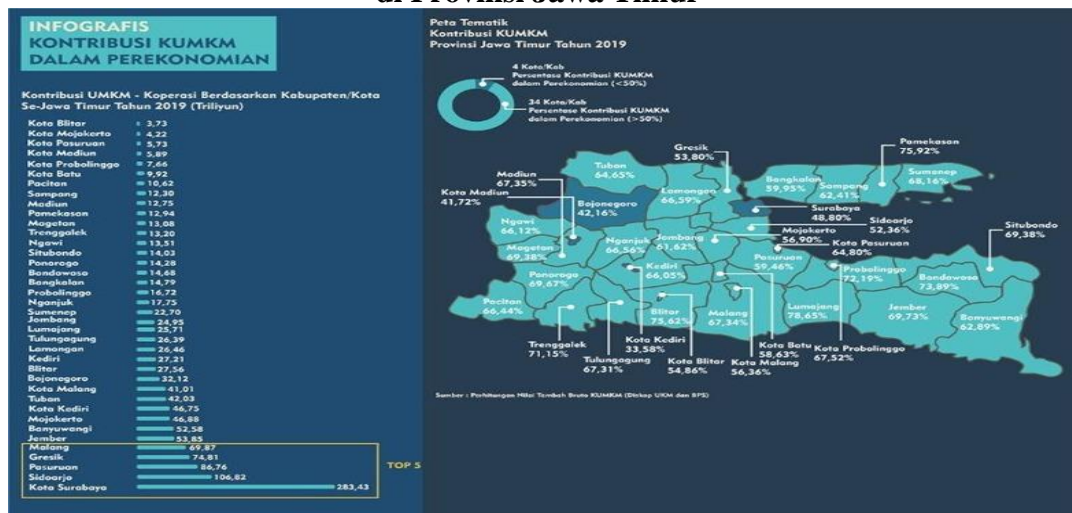 di Provinsi Jawa Timur
INFOGRAFIS
KONTRIBUSI KUMKM
DALAM PEREKONOMIAN
Kontribusi UMKM - Koperasi Berdasarkan Kabupaten/Kota
Se-Jawa Timur Tahun 2019 (Triliyun)
Kota Blitar 3,73
Kota Mojokerto 4,22
Kota Pasuruan 5,73
Kota Madiun 5,89
Kota Probolinggo 7,66
Kota Batu 9,92
Pacitan 10,62
Sampang 12,30
Madiun 12,75
Pamekasan 12,94
Magetan 13,08
Trenggalek 13,20
Ngawi 13,51
Situbondo 14,03
Ponorogo 14,28
Bondowoso 14,68
Bangkalan 14,79
Probolinggo 16,72
Nganjuk 17,75
Sumenep 22,70
Jombang 24,95
Lumajang 25,71
Tulungagung 26,39
Lamongan 26,46
Kediri 27,21
Blitar 27,56
Bojonegoro 32,12
Kota Malang 41,01
Tuban 42,03
Kota Kediri 46,75
Mojokerto 46,88
Banyuwangi 52,58
Jember 53,85
Malang 69,87
Gresik 74,81
Pasuruan 86,76
Sidoarjo 106,82
Kota Surabaya 283,43
TOP 5
Peta Tematik
Kontribusi KUMKM
Provinsi Jawa Timur Tahun 2019
4 Kota/Kab
Persentase Kontribusi KUMKM
dalam Perekonomian (<50%)
34 Kota/Kab
Persentase Kontribusi KUMKM
dalam Perekonomian (>50%)
Pamekasan
75,92%
Gresik
53,80%
Tuban
64,65%
Madiun
67,35%
Kota Madiun
41,72%
Bojonegoro
42,16%
Lamongan
66,59%
Bangkalan
59,95%
Sampang
62,41%
Sumenep
68,16%
Surabaya
48,80%
Sidoarjo
52,36%
Situbondo
69,38%
Ngawi
66,12%
Magetan
69,38%
Nganjuk
66,56%
Jombang
61,62%
Mojokerto
56,90%
Kota Pasuruan
64,80%
Ponorogo
69,67%
Kediri
66,05%
Pasuruan
59,46%
Probolinggo
72,19%
Bondowoso
73,89%
Pacitan
66,44%
Blitar
75,62%
Malang
67,34%
Lumajang
78,65%
Jember
69,73%
Banyuwangi
62,89%
Trenggalek
71,15%
Tulungagung
67,31%
Kota Kediri
33,58%
Kota Blitar
54,86%
Kota Malang
56,36%
Kota Batu
58,63%
Kota Probolinggo
67,52%
Sumber : Perhitungan Nilai Tambah Bruto KUMKM (Diskop UKM dan BPS)